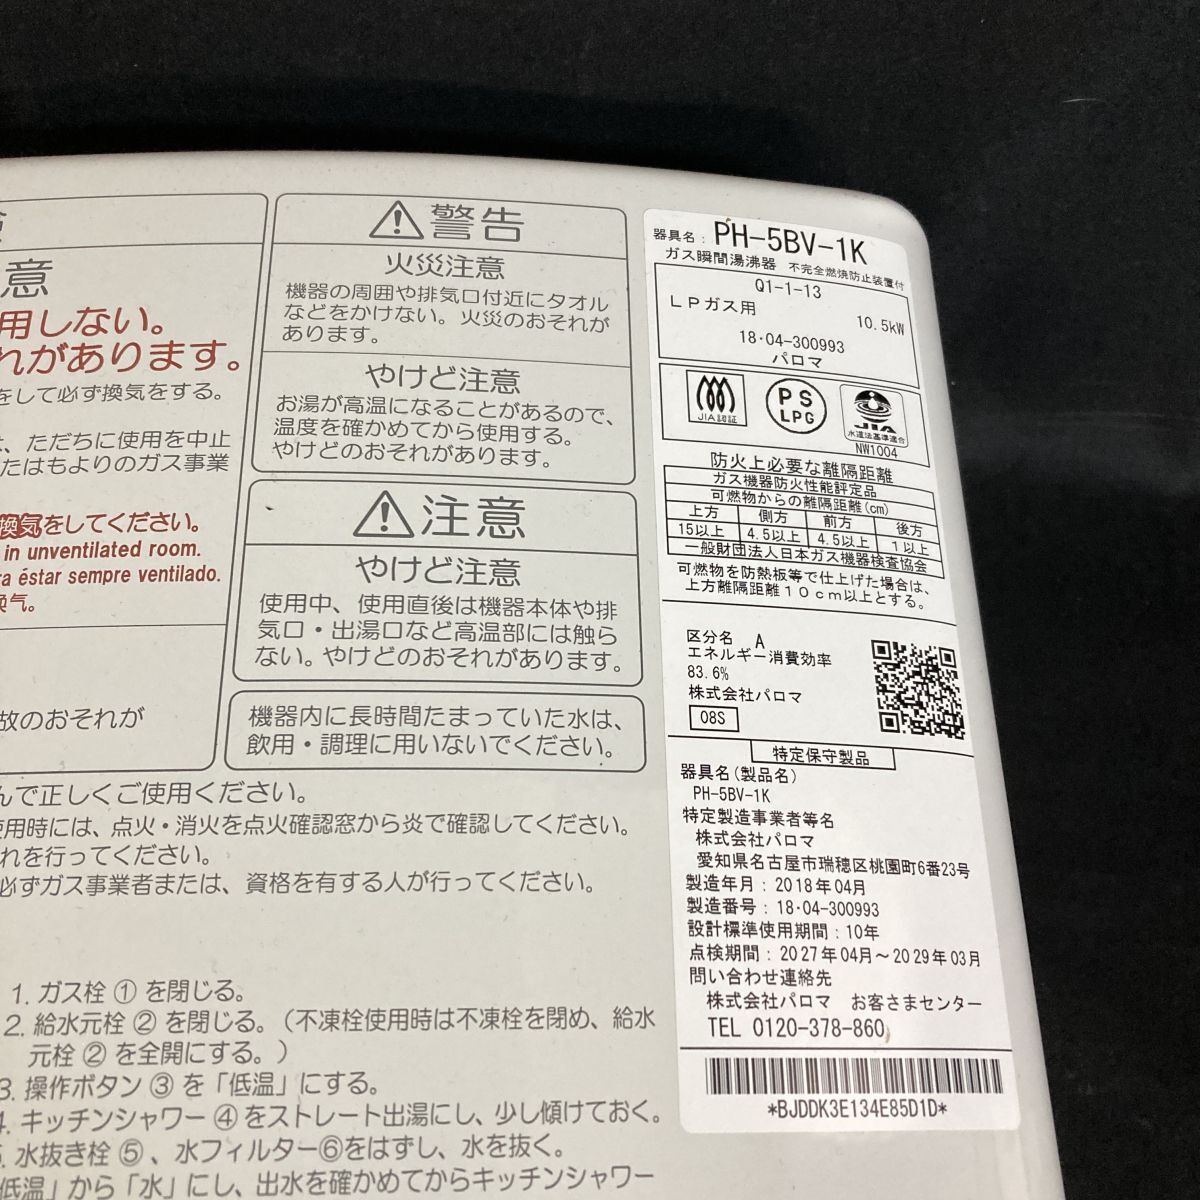 意
用しない。
れがあります。
をして必ず換気をする。
は、ただちに使用を中止
たはもよりのガス事業
換気をしてください。
in unventilated room.
ra éstar sempre ventilado.
换气。
故のおそれが
警告
火災注意
機器の周囲や排気口付近にタオル
などをかけない。火災のおそれが
あります。
やけど注意
お湯が高温になることがあるので、
温度を確かめてから使用する。
やけどのおそれがあります。
注意
やけど注意
使用中、使用直後は機器本体や排
気口・出湯口など高温部には触ら
ない。やけどのおそれがあります。
機器内に長時間たまっていた水は、
飲用・調理に用いないでください。
んで正しくご使用ください。
使用時には、点火・消火を点火確認窓から炎で確認してください。
れを行ってください。
必ずガス事業者または、資格を有する人が行ってください。
1. ガス栓 ① を閉じる。
2. 給水元栓 ② を閉じる。(不凍栓使用時は不凍栓を閉め、給水
元栓 ② を全開にする。)
3. 操作ボタン ③ を「低温」にする。
4. キッチンシャワー ④ をストレート出湯にし、少し傾けておく。
5. 水抜き栓 ⑤ 、水フィルター⑥をはずし、水を抜く。
低温」から「水」にし、出水を確かめてからキッチンシャワー
器具名: PH-5BV-1K
ガス瞬間湯沸器 不完全燃焼防止装置付
Q1-1-13
LPガス用 10.5kW
18·04-300993
パロマ
JIA認証
PS
LPG
JIA
水道法基準適合
NW1004
防火上必要な離隔距離
ガス機器防火性能評定品
可燃物からの離隔距離(cm)
上方 側方 前方 後方
15以上 4.5以上 4.5以上 1以上
一般財団法人日本ガス機器検査協会
可燃物を防熱板等で仕上げた場合は、
上方離隔距離10cm以上とする。
区分名 A
エネルギー消費効率
83.6%
株式会社パロマ
08S
特定保守製品
器具名(製品名)
PH-5BV-1K
特定製造事業者等名
株式会社パロマ
愛知県名古屋市瑞穂区桃園町6番23号
製造年月: 2018年04月
製造番号: 18·04-300993
設計標準使用期間: 10年
点検期間: 2027年04月~2029年03月
問い合わせ連絡先
株式会社パロマ お客さまセンター
TEL 0120-378-860
*BJDDK3E134E85D1D*